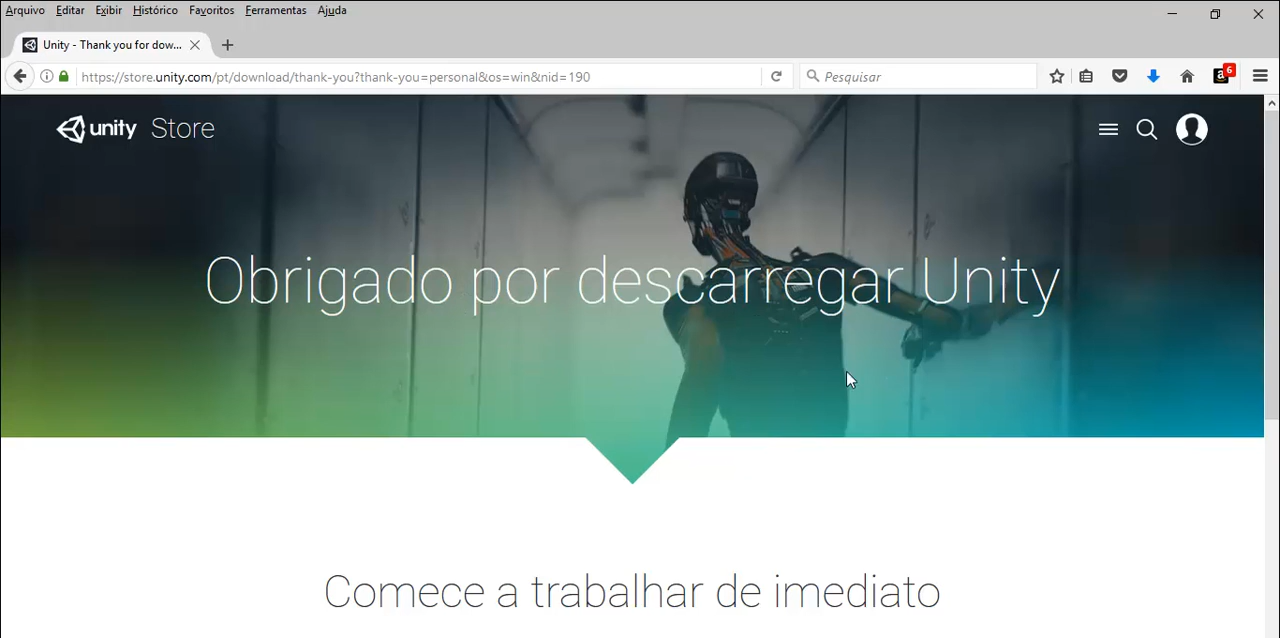 Arquivo Editar Exibir Histórico Favoritos Ferramentas Ajuda
Unity - Thank you for dow...
https://store.unity.com/pt/download/thank-you?thank-you=personal&os=win&nid=190
Pesquisar
6
unity Store
Obrigado por descarregar Unity
Comece a trabalhar de imediato